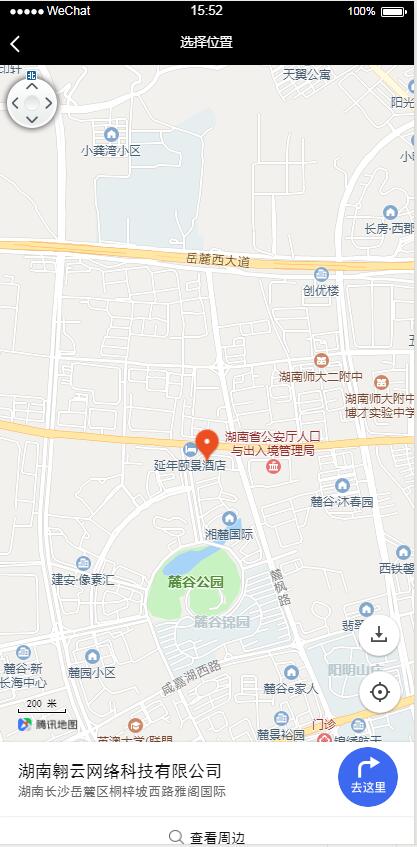 WeChat 15:52 100%
选择位置
北
天翼公寓
小龚湾小区
长房·西郡
岳麓西大道
创优楼
湖南师大二附中
湖南师大附中
博才实验中学
湖南省公安厅人口
与出入境管理局
延年颐景酒店
麓谷·沐春园
湘麓国际
建安·像素汇
西铁馨
麓枫路
麓谷公园
麓谷锦园
翡翠
麓谷·新
长海中心
麓园小区
阳明山庄
咸嘉湖西路
麓谷e家人
200 米
腾讯地图
麓景裕园
门诊
湖南翱云网络科技有限公司
湖南长沙岳麓区桐梓坡西路雅阁国际
去这里
查看周边